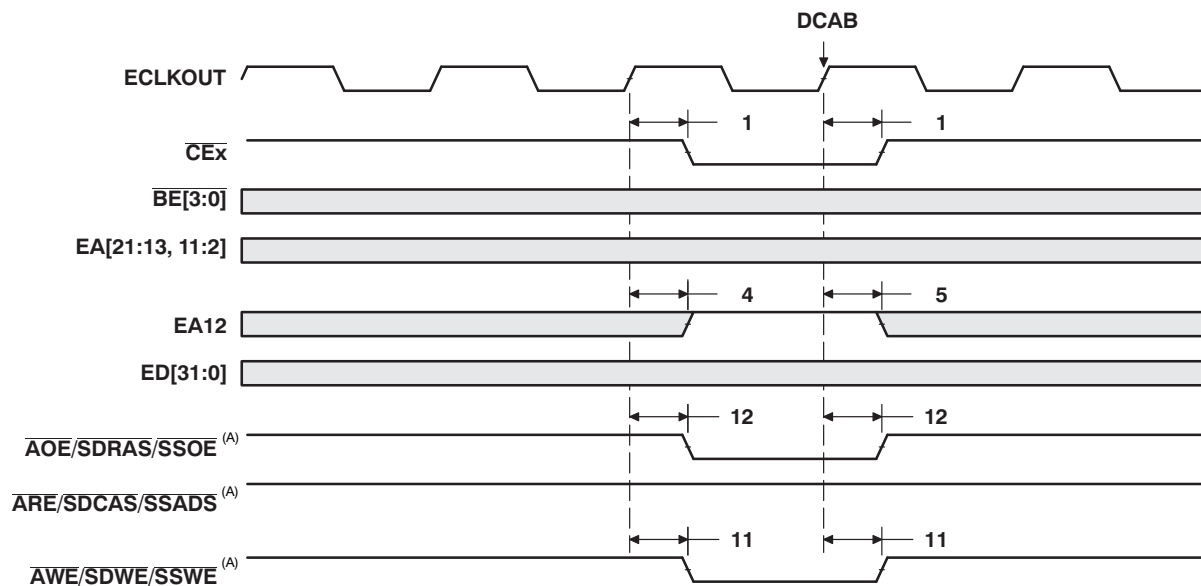 DCAB
ECLKOUT
1 1
CEx
BE[3:0]
EA[21:13, 11:2]
4 5
EA12
ED[31:0]
12 12
AOE/SDRAS/SSOE (A)
ARE/SDCAS/SSADS (A)
11 11
AWE/SDWE/SSWE (A)